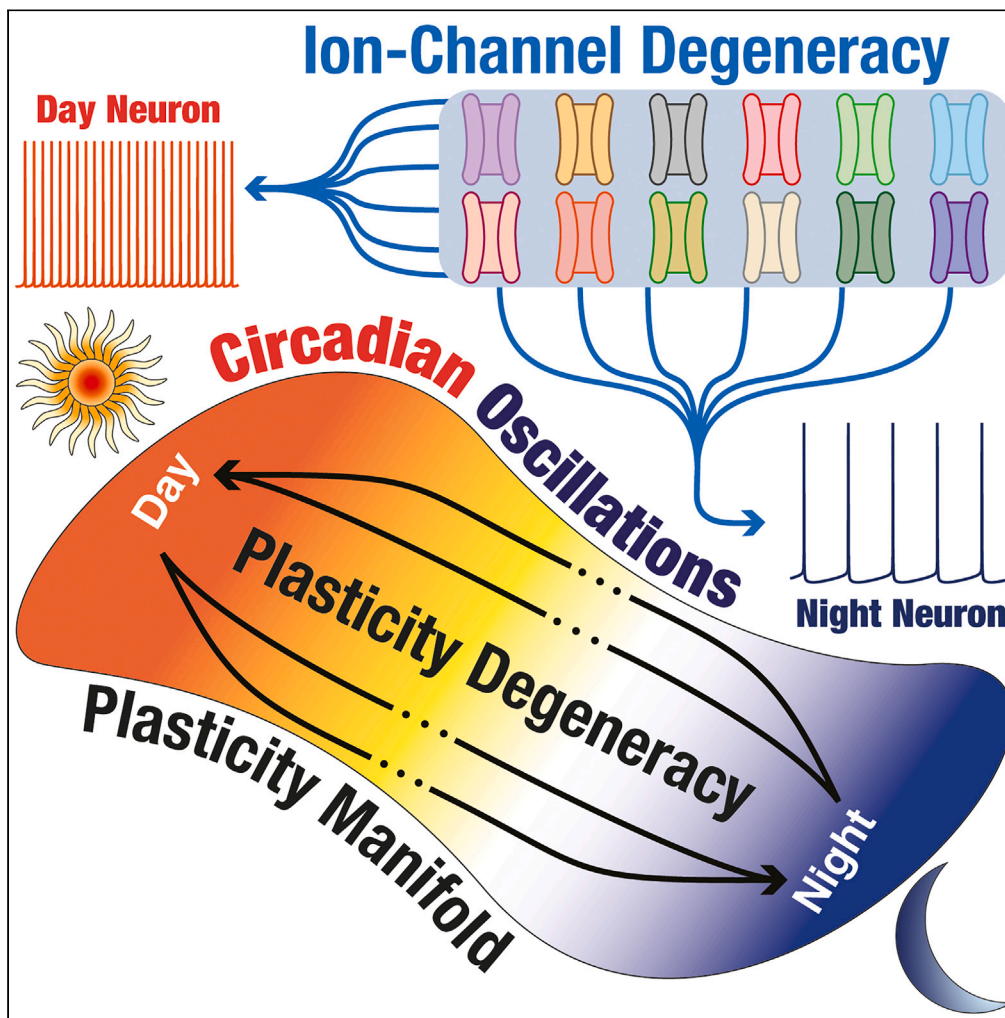 Ion-Channel Degeneracy
Day Neuron
Circadian Oscillations
Day
Plasticity Degeneracy
Night Neuron
Plasticity Manifold
Night